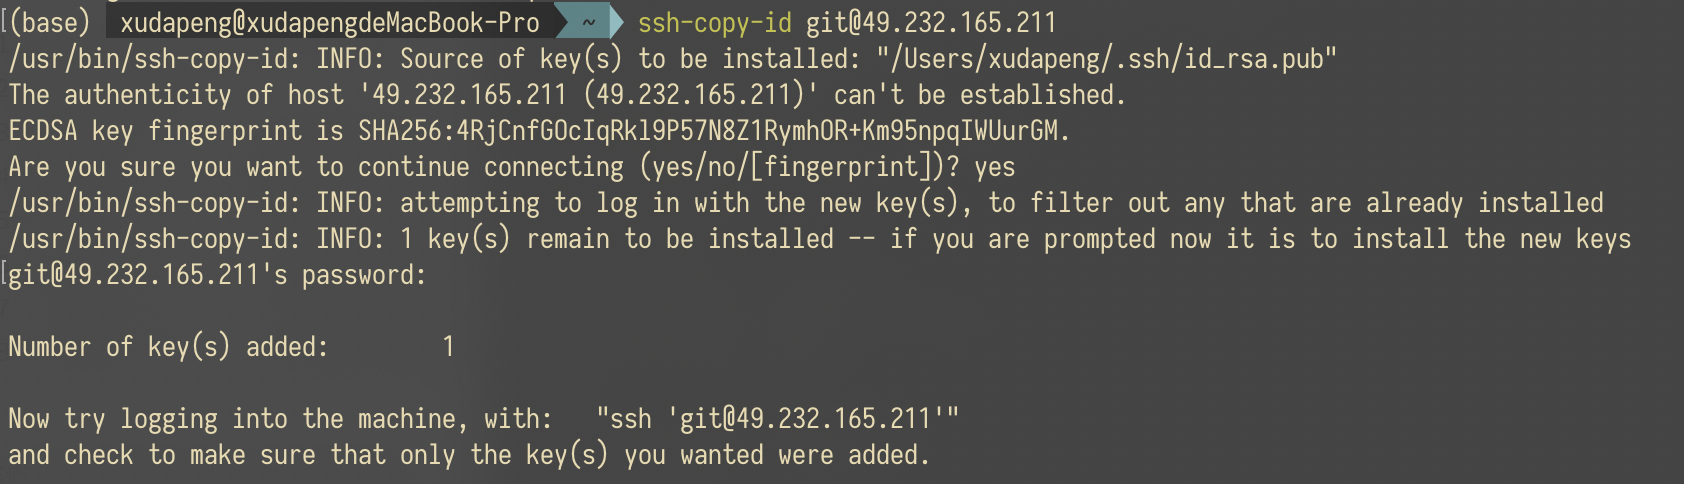 (base) xudapeng@xudapengdeMacBook-Pro ~ ssh-copy-id git@49.232.165.211
/usr/bin/ssh-copy-id: INFO: Source of key(s) to be installed: "/Users/xudapeng/.ssh/id_rsa.pub"
The authenticity of host '49.232.165.211 (49.232.165.211)' can't be established.
ECDSA key fingerprint is SHA256:4RjCnfGOcIqRkl9P57N8Z1RymhOR+Km95npqIWUurGM.
Are you sure you want to continue connecting (yes/no/[fingerprint])? yes
/usr/bin/ssh-copy-id: INFO: attempting to log in with the new key(s), to filter out any that are already installed
/usr/bin/ssh-copy-id: INFO: 1 key(s) remain to be installed -- if you are prompted now it is to install the new keys
git@49.232.165.211's password:
Number of key(s) added: 1
Now try logging into the machine, with: "ssh 'git@49.232.165.211'"
and check to make sure that only the key(s) you wanted were added.